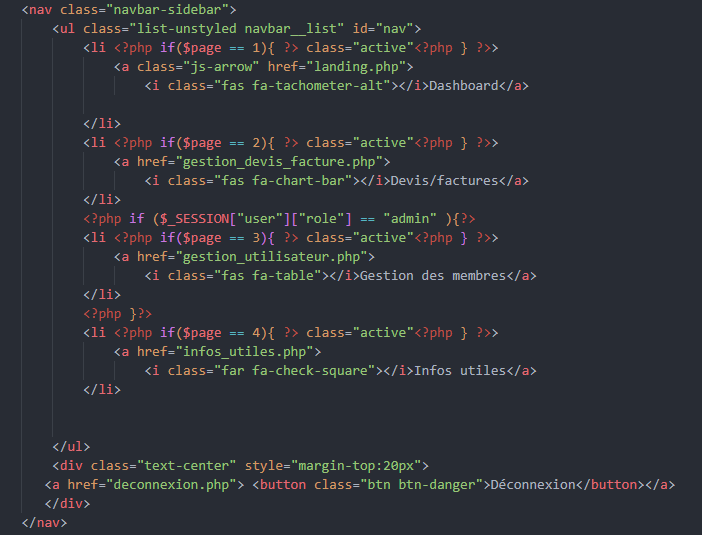 <nav class="navbar-sidebar">
<ul class="list-unstyled navbar__list" id="nav">
<li <?php if($page == 1){ ?> class="active"<?php } ?>>
<a class="js-arrow" href="landing.php">
<i class="fas fa-tachometer-alt"></i>Dashboard</a>
</li>
<li <?php if($page == 2){ ?> class="active"<?php } ?>>
<a href="gestion_devis_facture.php">
<i class="fas fa-chart-bar"></i>Devis/factures</a>
</li>
<?php if ($_SESSION["user"]["role"] == "admin" ){?>
<li <?php if($page == 3){ ?> class="active"<?php } ?>>
<a href="gestion_utilisateur.php">
<i class="fas fa-table"></i>Gestion des membres</a>
</li>
<?php }?>
<li <?php if($page == 4){ ?> class="active"<?php } ?>>
<a href="infos_utiles.php">
<i class="far fa-check-square"></i>Infos utiles</a>
</li>
</ul>
<div class="text-center" style="margin-top:20px">
<a href="deconnexion.php"> <button class="btn btn-danger">Déconnexion</button></a>
</div>
</nav>